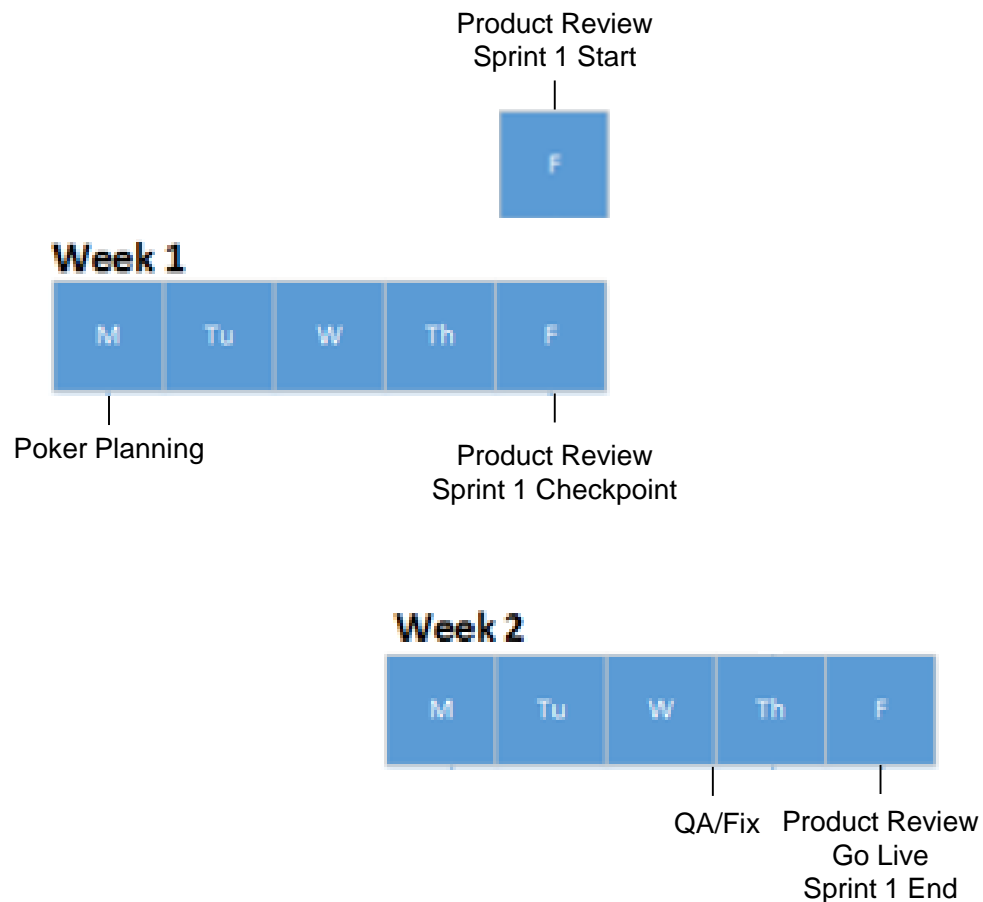 Product Review
Sprint 1 Start
F
Week 1
M Tu W Th F
Poker Planning
Product Review
Sprint 1 Checkpoint
Week 2
M Tu W Th F
QA/Fix
Product Review
Go Live
Sprint 1 End